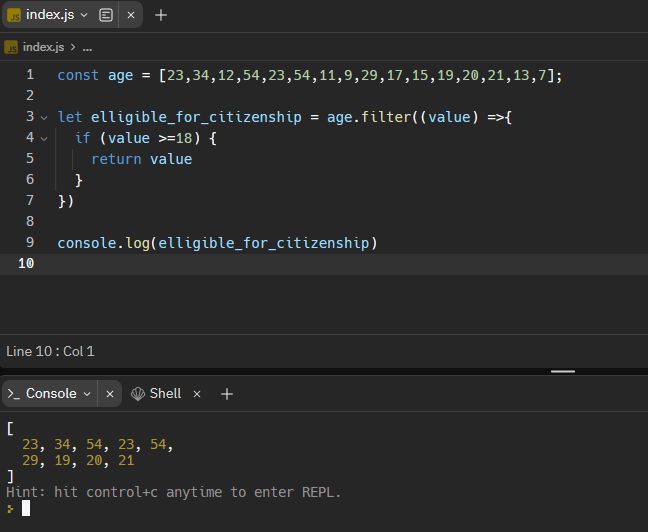 JS index.js
JS index.js > ...
1 const age = [23,34,12,54,23,54,11,9,29,17,15,19,20,21,13,7];
2
3 let elligible_for_citizenship = age.filter((value) =>{
4   if (value >=18) {
5     return value
6   }
7 })
8
9 console.log(elligible_for_citizenship)
10
Line 10 : Col 1
>_ Console Shell
[
  23, 34, 54, 23, 54,
  29, 19, 20, 21
]
Hint: hit control+c anytime to enter REPL.
>